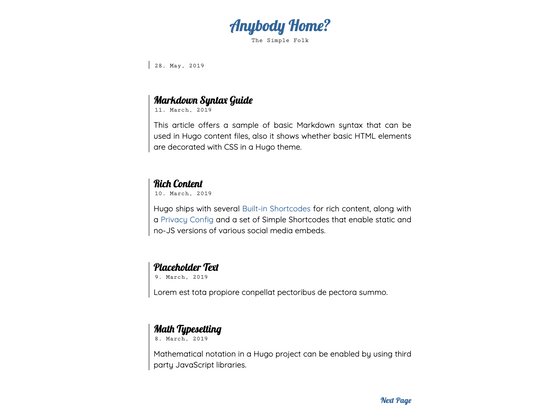 Anybody Home?
The Simple Folk
28. May, 2019
Markdown Syntax Guide
11. March, 2019
This article offers a sample of basic Markdown syntax that can be
used in Hugo content files, also it shows whether basic HTML elements
are decorated with CSS in a Hugo theme.
Rich Content
10. March, 2019
Hugo ships with several Built-in Shortcodes for rich content, along with
a Privacy Config and a set of Simple Shortcodes that enable static and
no-JS versions of various social media embeds.
Placeholder Text
9. March, 2019
Lorem est tota propiore conpellat pectoribus de pectora summo.
Math Typesetting
8. March, 2019
Mathematical notation in a Hugo project can be enabled by using third
party JavaScript libraries.
Next Page